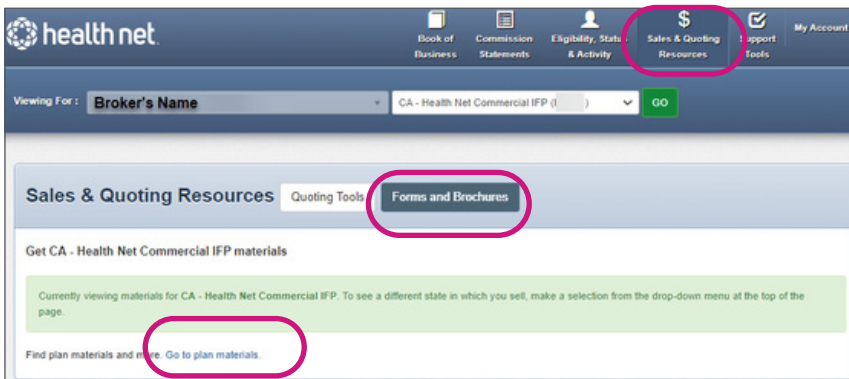 health net.
Book of Business
Commission Statements
Eligibility, Statu & Activity
Sales & Quoting Resources
upport Tools
My Account
Viewing For :
Broker's Name
CA - Health Net Commercial IFP ( )
GO
Sales & Quoting Resources
Quoting Tools
Forms and Brochures
Get CA - Health Net Commercial IFP materials
Currently viewing materials for CA - Health Net Commercial IFP. To see a different state in which you sell, make a selection from the drop-down menu at the top of the
page.
Find plan materials and more. Go to plan materials.